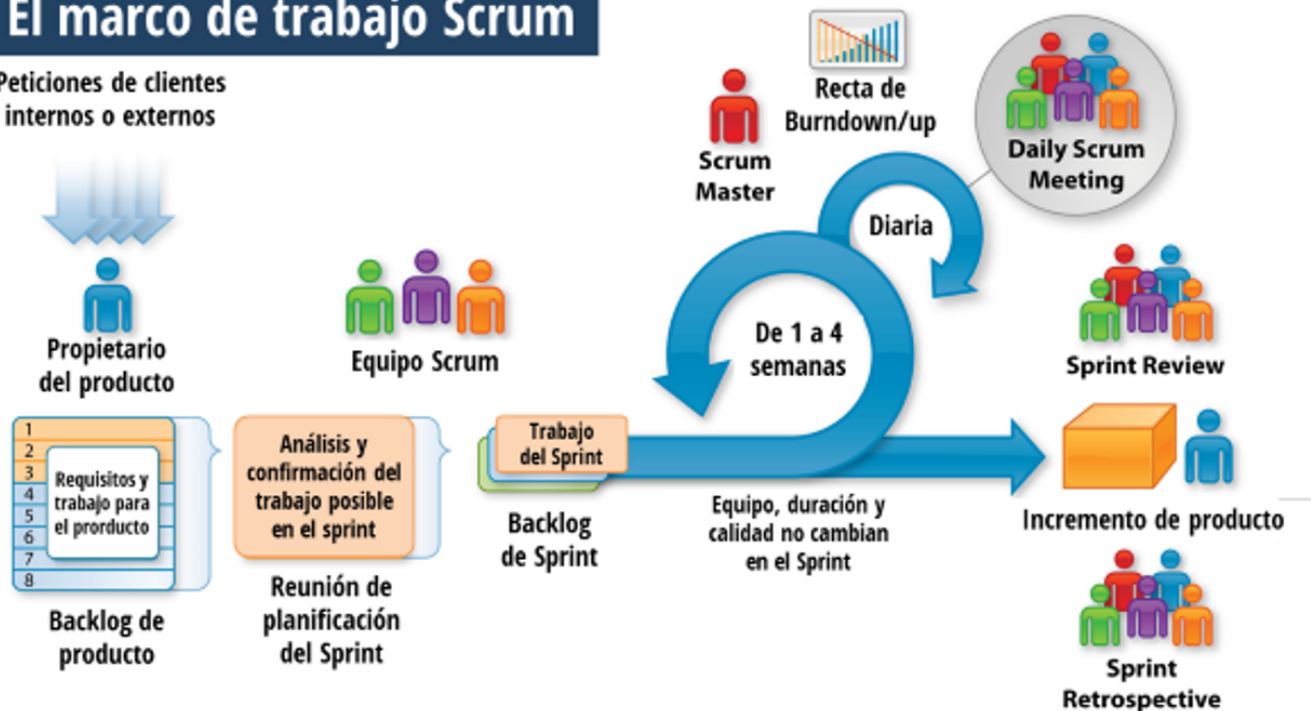 El marco de trabajo Scrum
Peticiones de clientes
internos o externos
Propietario
del producto
1
2
3
4
5
6
7
8
Requisitos y
trabajo para
el prorducto
Backlog de
producto
Equipo Scrum
Análisis y
confirmación del
trabajo posible
en el sprint
Reunión de
planificación
del Sprint
Trabajo
del Sprint
Backlog
de Sprint
Scrum
Master
Recta de
Burndown/up
Daily Scrum
Meeting
Diaria
De 1 a 4
semanas
Equipo, duración y
calidad no cambian
en el Sprint
Sprint Review
Incremento de producto
Sprint
Retrospective